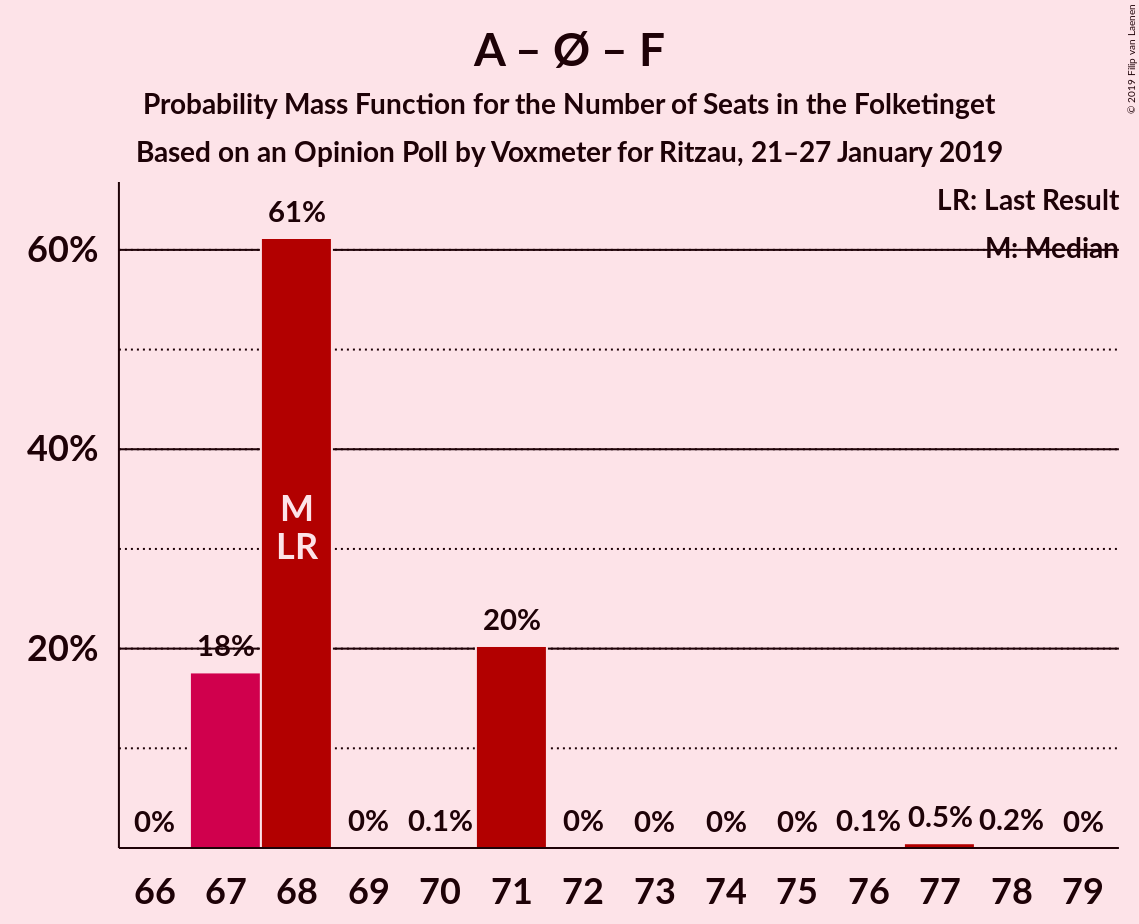 A – Ø – F
Probability Mass Function for the Number of Seats in the Folketinget
Based on an Opinion Poll by Voxmeter for Ritzau, 21–27 January 2019
© 2019 Filip van Laenen
LR: Last Result
M: Median
60%
40%
20%
0%
18%
61%
0%
0.1%
20%
0%
0%
0%
0%
0.1%
0.5%
0.2%
0%
M
LR
66 67 68 69 70 71 72 73 74 75 76 77 78 79